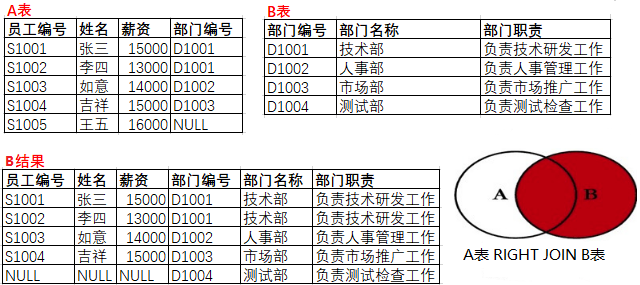 A表
员工编号 姓名 薪资 部门编号
S1001 张三 15000 D1001
S1002 李四 13000 D1001
S1003 如意 14000 D1002
S1004 吉祥 15000 D1003
S1005 王五 16000 NULL
B表
部门编号 部门名称 部门职责
D1001 技术部 负责技术研发工作
D1002 人事部 负责人事管理工作
D1003 市场部 负责市场推广工作
D1004 测试部 负责测试检查工作
B结果
员工编号 姓名 薪资 部门编号 部门名称 部门职责
S1001 张三 15000 D1001 技术部 负责技术研发工作
S1002 李四 13000 D1001 技术部 负责技术研发工作
S1003 如意 14000 D1002 人事部 负责人事管理工作
S1004 吉祥 15000 D1003 市场部 负责市场推广工作
NULL NULL NULL D1004 测试部 负责测试检查工作
A B
A表 RIGHT JOIN B表